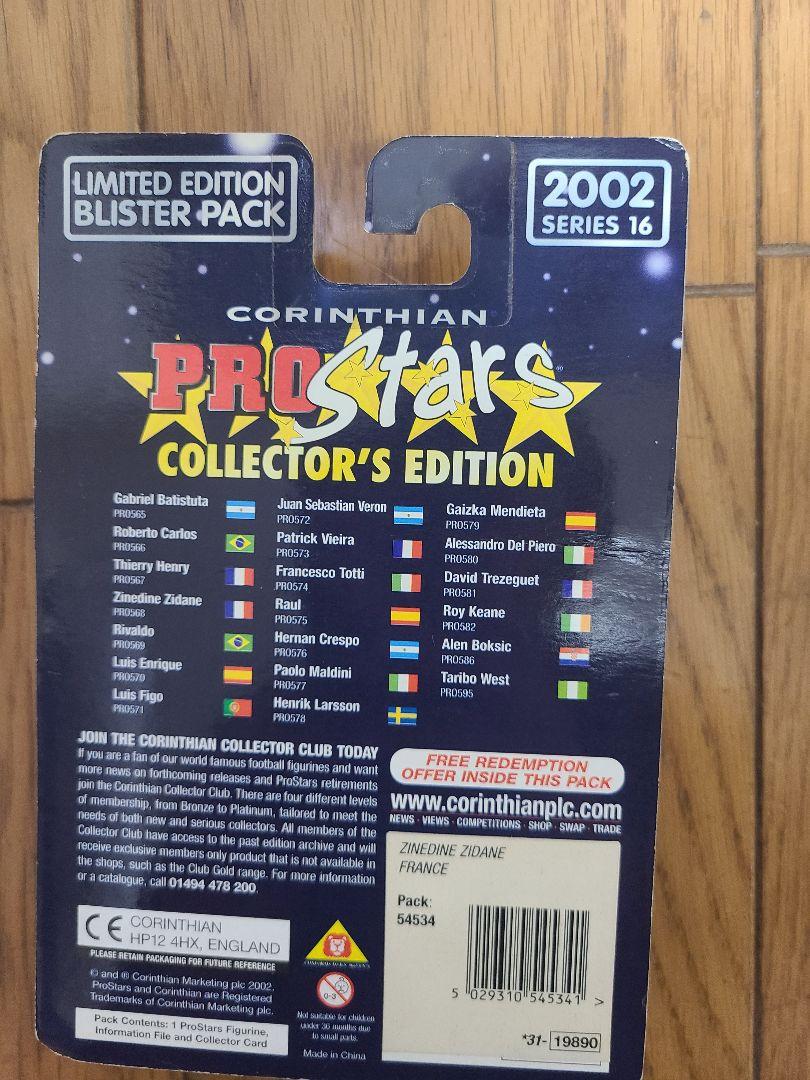 LIMITED EDITION
BLISTER PACK
2002
SERIES 16
CORINTHIAN
PROStars
COLLECTOR'S EDITION
Gabriel Batistuta
PRO565
Roberto Carlos
PRO566
Thierry Henry
PRO567
Zinedine Zidane
PRO568
Rivaldo
PRO569
Luis Enrique
PRO570
Luis Figo
PRO571
Juan Sebastian Veron
PRO572
Patrick Vieira
PRO573
Francesco Totti
PRO574
Raul
PRO575
Hernan Crespo
PRO576
Paolo Maldini
PRO577
Henrik Larsson
PRO578
Gaizka Mendieta
PRO579
Alessandro Del Piero
PRO580
David Trezeguet
PRO581
Roy Keane
PRO582
Alen Boksic
PRO586
Taribo West
PRO595
JOIN THE CORINTHIAN COLLECTOR CLUB TODAY
If you are a fan of our world famous football figurines and want
more news on forthcoming releases and ProStars retirements
join the Corinthian Collector Club. There are four different levels
of membership, from Bronze to Platinum, tailored to meet the
needs of both new and serious collectors. All members of the
Collector Club have access to the past edition archive and will
receive exclusive members only product that is not available in
the shops, such as the Club Gold range. For more information
or a catalogue, call 01494 478 200.
FREE REDEMPTION
OFFER INSIDE THIS PACK
www.corinthianplc.com
NEWS · VIEWS · COMPETITIONS · SHOP · SWAP · TRADE
ZINEDINE ZIDANE
FRANCE
Pack:
54534
5 029310 545341 >
*31- 19890
CE CORINTHIAN
HP12 4HX, ENGLAND
PLEASE RETAIN PACKAGING FOR FUTURE REFERENCE
© and ® Corinthian Marketing plc 2002.
ProStars and Corinthian are Registered
Trademarks of Corinthian Marketing plc.
Pack Contents: 1 ProStars Figurine,
Information File and Collector Card
0-3
Not suitable for children
under 36 months due
to small parts.
Made in China